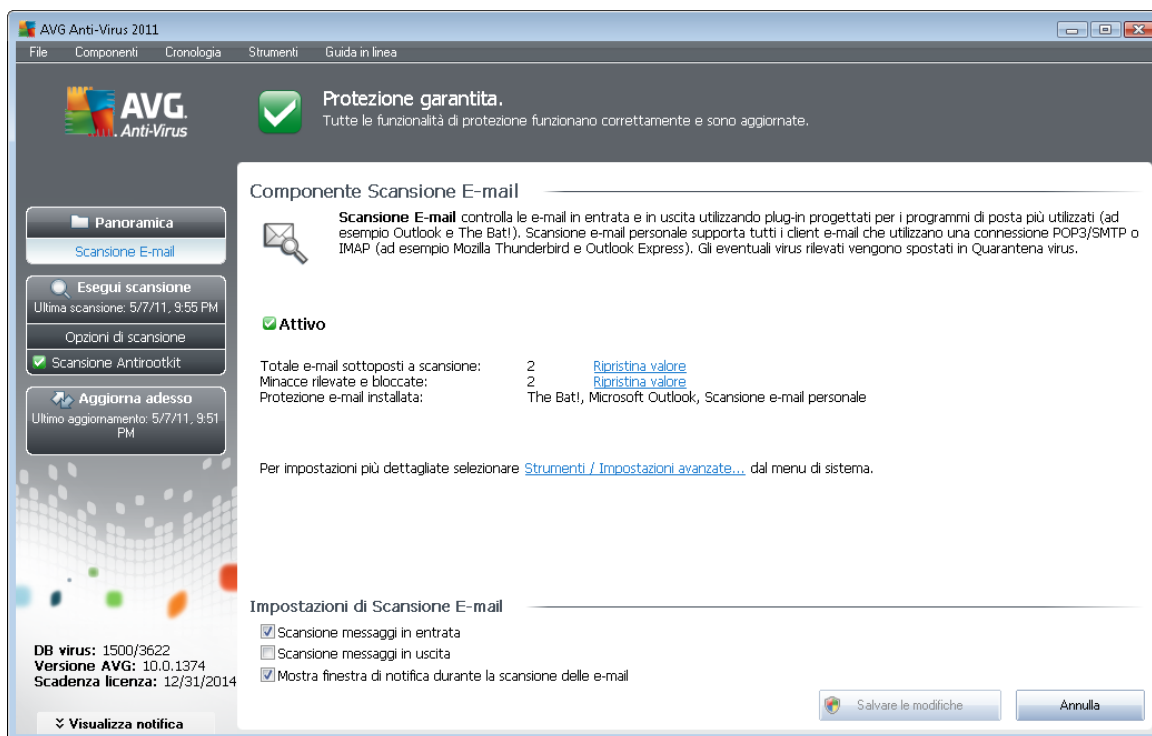 AVG Anti-Virus 2011
File Componenti Cronologia Strumenti Guida in linea
AVG.
Anti-Virus
Protezione garantita.
Tutte le funzionalità di protezione funzionano correttamente e sono aggiornate.
Panoramica
Scansione E-mail
Esegui scansione
Ultima scansione: 5/7/11, 9:55 PM
Opzioni di scansione
Scansione Antirootkit
Aggiorna adesso
Ultimo aggiornamento: 5/7/11, 9:51
PM
DB virus: 1500/3622
Versione AVG: 10.0.1374
Scadenza licenza: 12/31/2014
Visualizza notifica
Componente Scansione E-mail
Scansione E-mail controlla le e-mail in entrata e in uscita utilizzando plug-in progettati per i programmi di posta più utilizzati (ad
esempio Outlook e The Bat!). Scansione e-mail personale supporta tutti i client e-mail che utilizzano una connessione POP3/SMTP o
IMAP (ad esempio Mozilla Thunderbird e Outlook Express). Gli eventuali virus rilevati vengono spostati in Quarantena virus.
Attivo
Totale e-mail sottoposti a scansione: 2 Ripristina valore
Minacce rilevate e bloccate: 2 Ripristina valore
Protezione e-mail installata: The Bat!, Microsoft Outlook, Scansione e-mail personale
Per impostazioni più dettagliate selezionare Strumenti / Impostazioni avanzate... dal menu di sistema.
Impostazioni di Scansione E-mail
Scansione messaggi in entrata
Scansione messaggi in uscita
Mostra finestra di notifica durante la scansione delle e-mail
Salvare le modifiche
Annulla